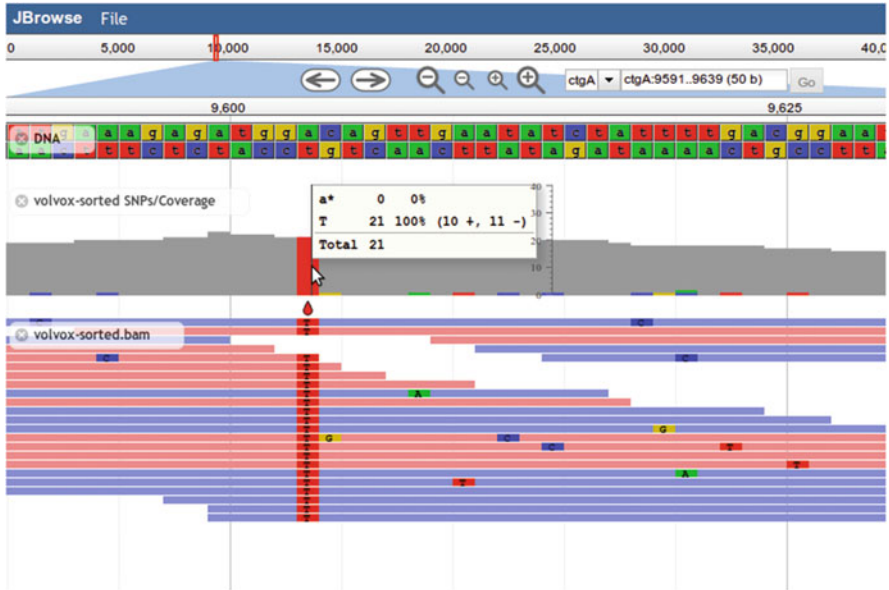 JBrowse File
0 5,000 10,000 15,000 20,000 25,000 30,000 35,000 40,0
ctgA ctgA:9591..9639 (50 b) Go
9,600 9,625
g a a a g a g a t g g a c a g t t g a a t a t c t a t t t t g a c g g a a
DNA
t t c t c t a c c t g t c a a c t t a t a g a t a a a a c t g c c t t
volvox-sorted SNPs/Coverage
40
30
20
10
0
a* 0 0%
T 21 100% (10 +, 11 -)
Total 21
T C
T
volvox-sorted.bam
C T C
T
T
T
T A
T
T
T
T G
T G C
T C T
T
T T
T A
T T
T
T
T
T